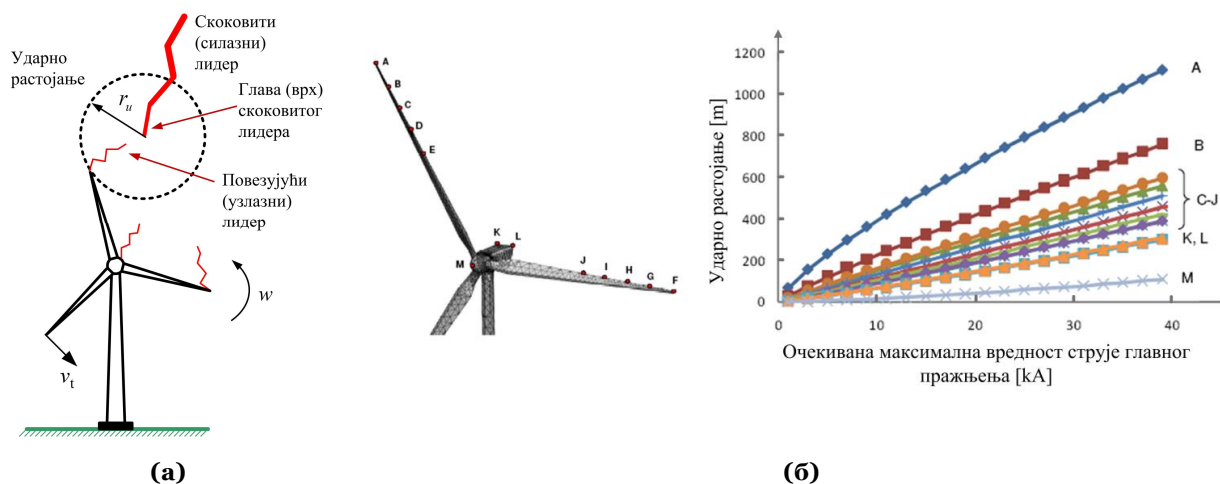 Скоковити
(силазни)
лидер
Ударно
растојање
Глава (врх)
скоковитог
лидера
r_u
Повезујући
(узлазни)
лидер
w
v_t
(а)
A
B
C
D
E
K
L
M
J
I
H
G
F
Ударно растојање [m]
1200
1000
800
600
400
200
0
0
10
20
30
40
A
B
C-J
K, L
M
Очекивана максимална вредност струје главног
пражњења [kA]
(б)